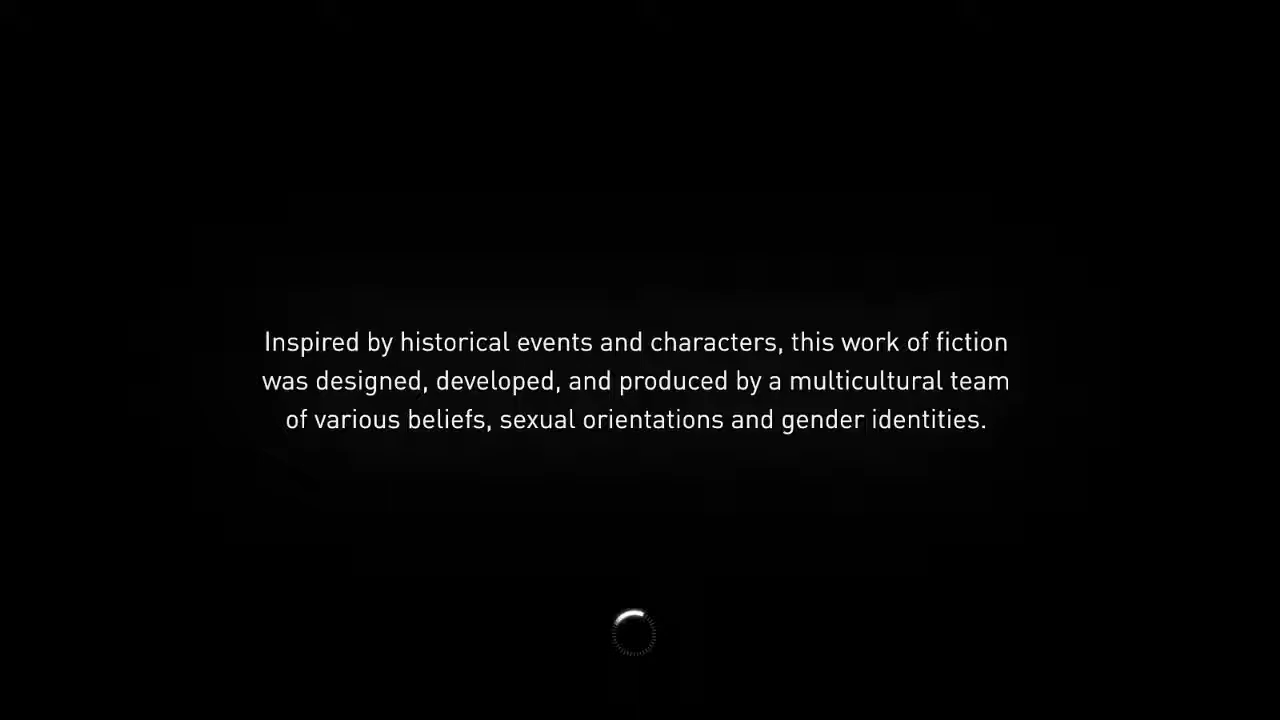 Inspired by historical events and characters, this work of fiction
was designed, developed, and produced by a multicultural team
of various beliefs, sexual orientations and gender identities.